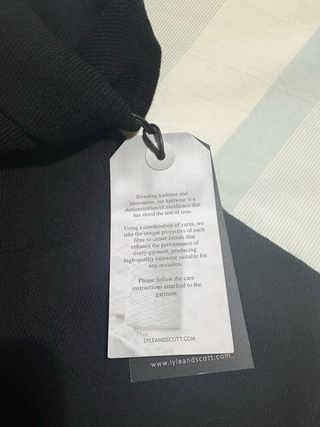 Blending tradition and
innovation, our knitwear is a
demonstration of excellence that
has stood the test of time.
Using a combination of yarns, we
take the unique properties of each
fibre to create blends that
enhance the performance of
every garment, producing
high-quality knitwear suitable for
any occasion.
Please follow the care
instructions attached to the
garment.
LYLEANDSCOTT.COM
www.lyleandscott.com